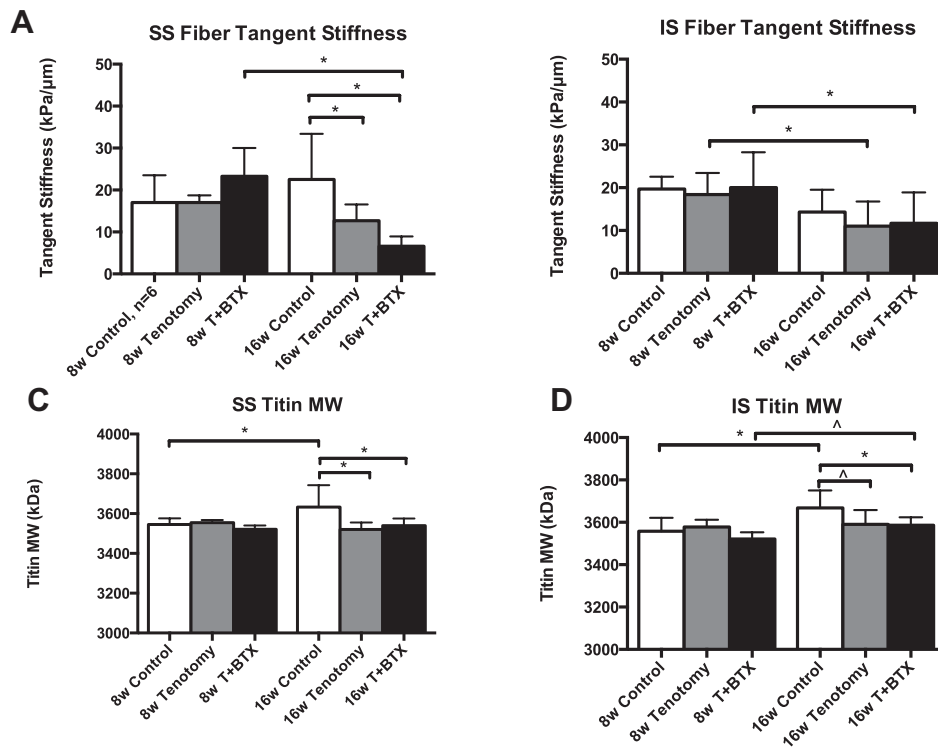 A
SS Fiber Tangent Stiffness
Tangent Stiffness (kPa/µm)
50
40
30
20
10
0
*
*
*
8w Control, n=6
8w Tenotomy
8w T+BTX
16w Control
16w Tenotomy
16w T+BTX
IS Fiber Tangent Stiffness
Tangent Stiffness (kPa/µm)
50
40
30
20
10
0
*
*
8w Control
8w Tenotomy
8w T+BTX
16w Control
16w Tenotomy
16w T+BTX
C
SS Titin MW
Titin MW (kDa)
4000
3800
3600
3400
3200
3000
*
*
*
8w Control
8w Tenotomy
8w T+BTX
16w Control
16w Tenotomy
16w T+BTX
D
IS Titin MW
Titin MW (kDa)
4000
3800
3600
3400
3200
3000
^
*
*
^
8w Control
8w Tenotomy
8w T+BTX
16w Control
16w Tenotomy
16w T+BTX